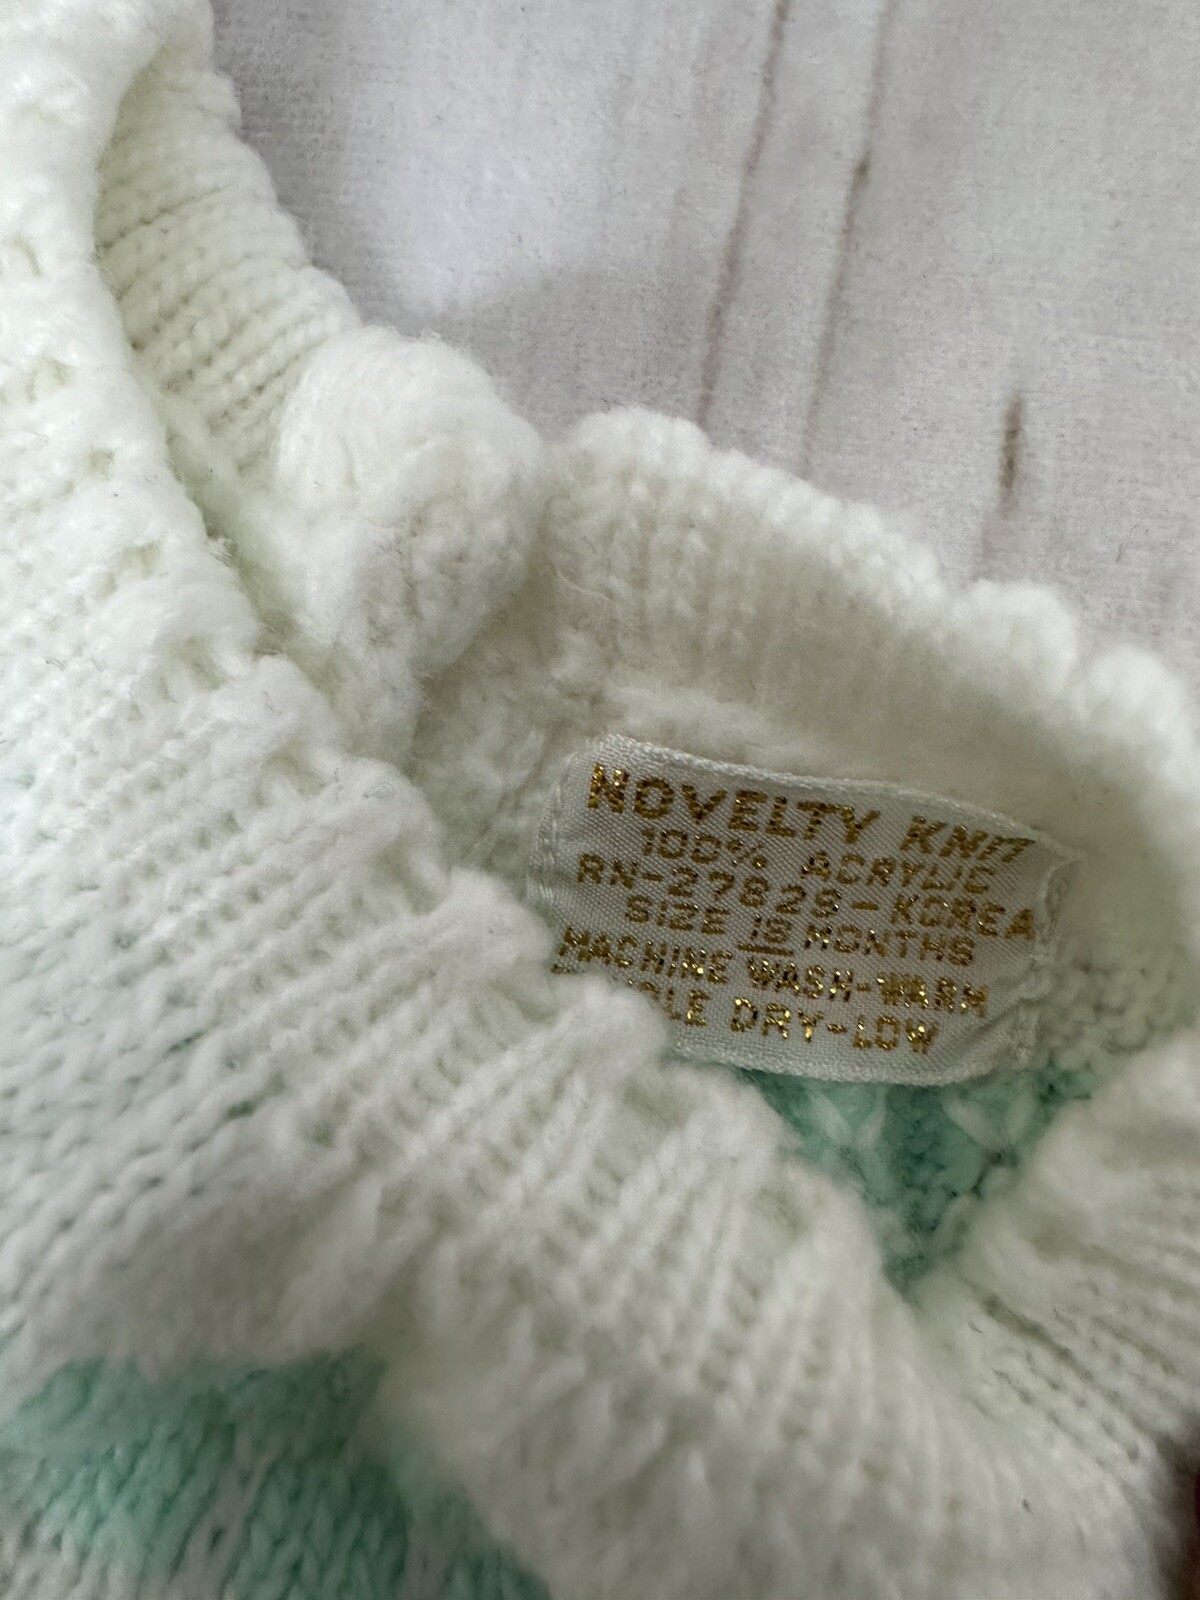 NOVELTY KNIT
100% ACRYLIC
RN-27829-KOREA
SIZE 18 MONTHS
MACHINE WASH-WARM
DRY-LOW